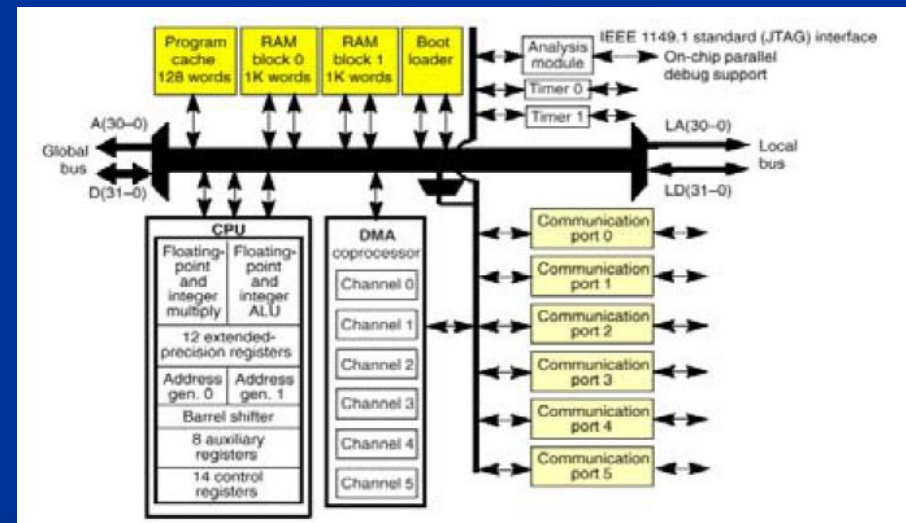 Program
cache
128 words
RAM
block 0
1K words
RAM
block 1
1K words
Boot
loader
Analysis
module
IEEE 1149.1 standard (JTAG) interface
On-chip parallel
debug support
Timer 0
Timer 1
A(30–0)
Global
bus
D(31–0)
LA(30–0)
Local
bus
LD(31–0)
CPU
Floating-
point
and
integer
multiply
Floating-
point
and
integer
ALU
12 extended-
precision registers
Address
gen. 0
Address
gen. 1
Barrel shifter
8 auxiliary
registers
14 control
registers
DMA
coprocessor
Channel 0
Channel 1
Channel 2
Channel 3
Channel 4
Channel 5
Communication
port 0
Communication
port 1
Communication
port 2
Communication
port 3
Communication
port 4
Communication
port 5